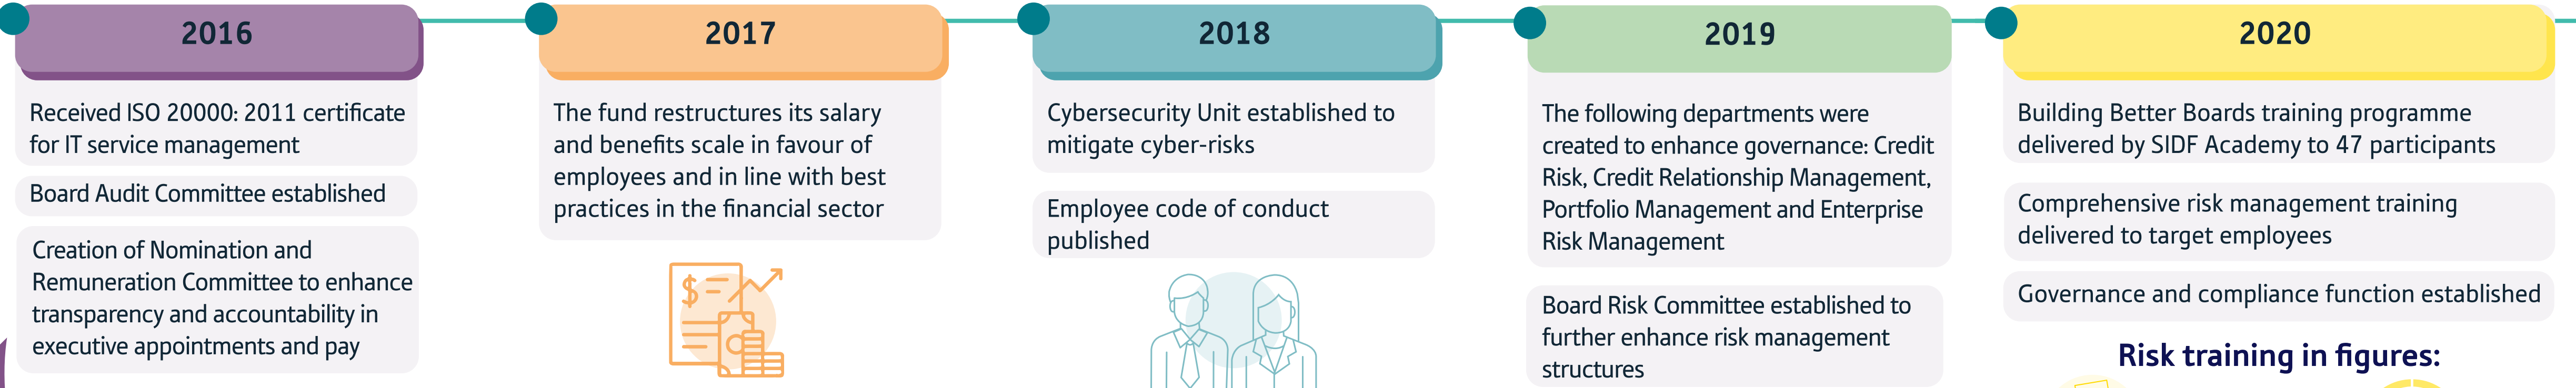 2016
Received ISO 20000: 2011 certificate
for IT service management
Board Audit Committee established
Creation of Nomination and
Remuneration Committee to enhance
transparency and accountability in
executive appointments and pay
2017
The fund restructures its salary
and benefits scale in favour of
employees and in line with best
practices in the financial sector
$
2018
Cybersecurity Unit established to
mitigate cyber-risks
Employee code of conduct
published
2019
The following departments were
created to enhance governance: Credit
Risk, Credit Relationship Management,
Portfolio Management and Enterprise
Risk Management
Board Risk Committee established to
further enhance risk management
structures
2020
Building Better Boards training programme
delivered by SIDF Academy to 47 participants
Comprehensive risk management training
delivered to target employees
Governance and compliance function established
Risk training in figures: